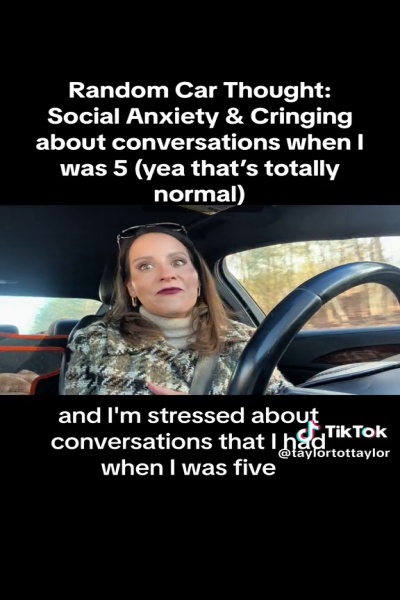 Random Car Thought:
Social Anxiety & Cringing
about conversations when I
was 5 (yea that's totally
normal)
and I'm stressed about
conversations that I had
when I was five
TikTok
@taylortottaylor